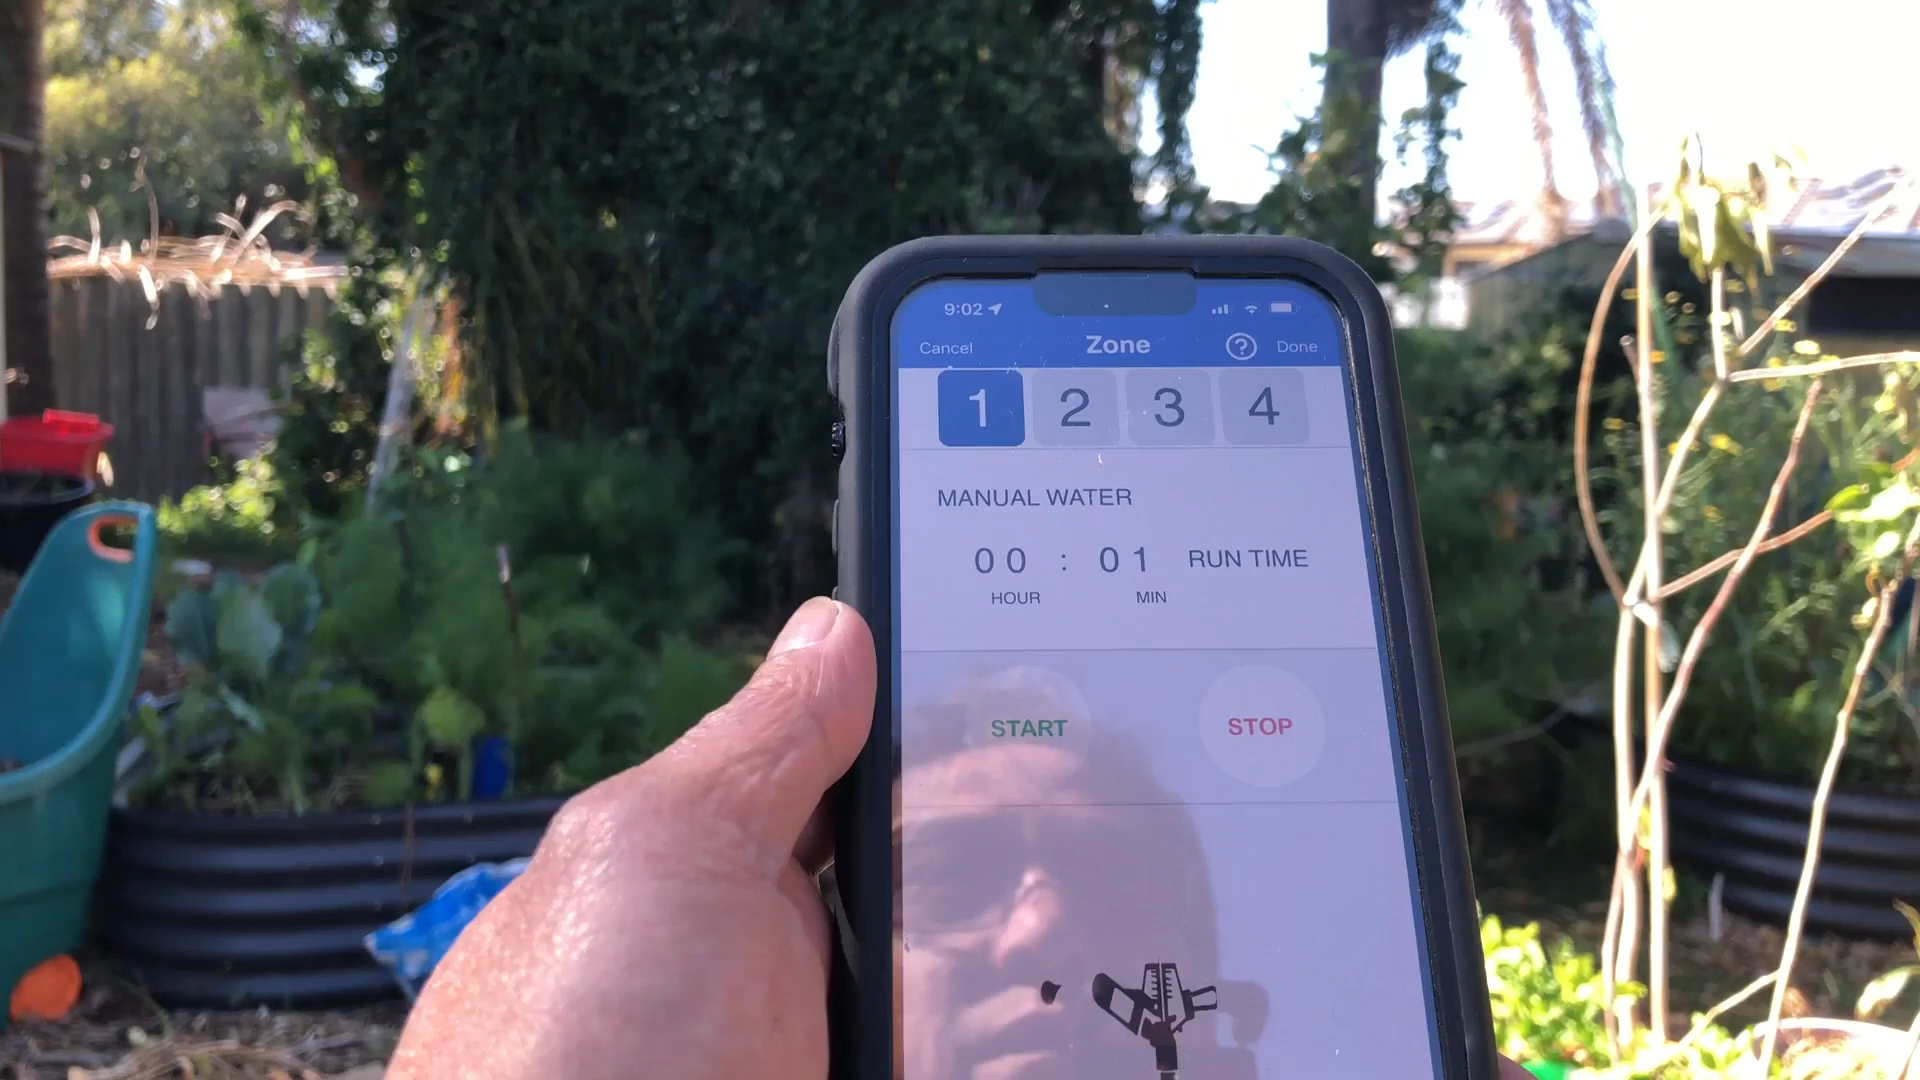 9:02
Cancel Zone ? Done
1 2 3 4
MANUAL WATER
00 : 01 RUN TIME
HOUR MIN
START STOP